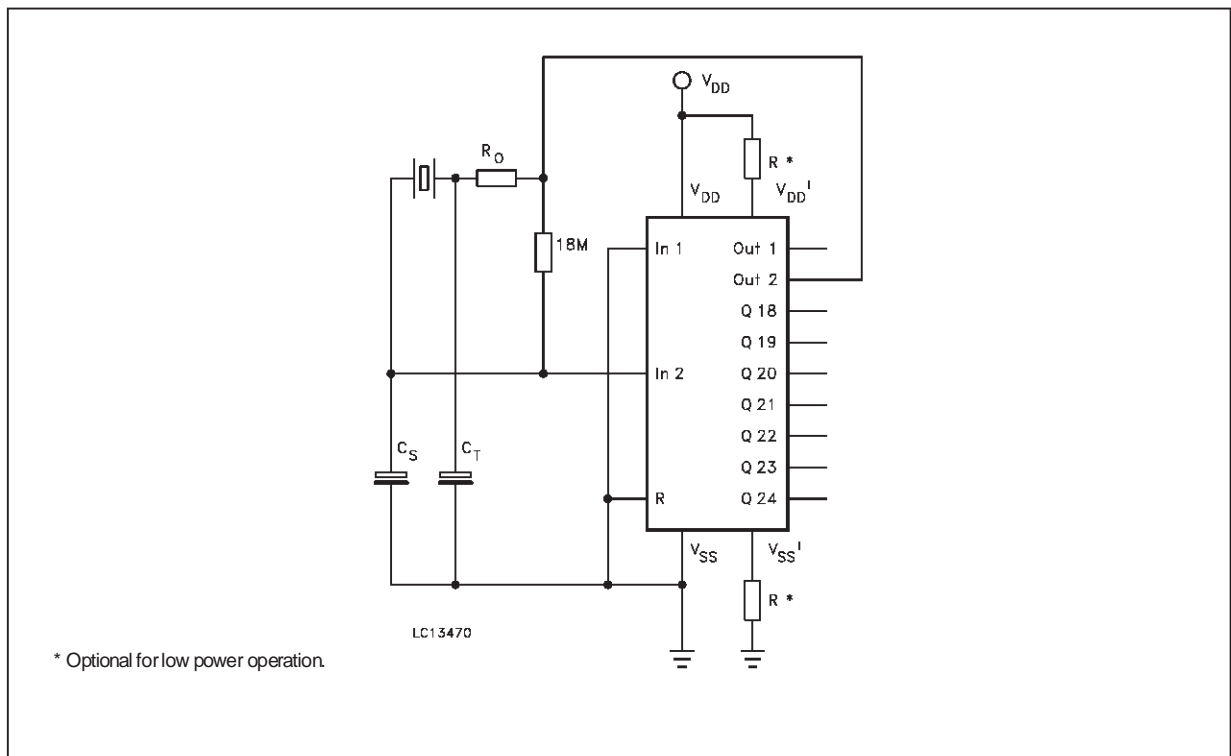 V_DD
R_O
R *
V_DD
V_DD'
18M
In 1
Out 1
Out 2
Q 18
Q 19
In 2
Q 20
Q 21
Q 22
C_S
C_T
Q 23
R
Q 24
V_SS
V_SS'
R *
LC13470
* Optional for low power operation.